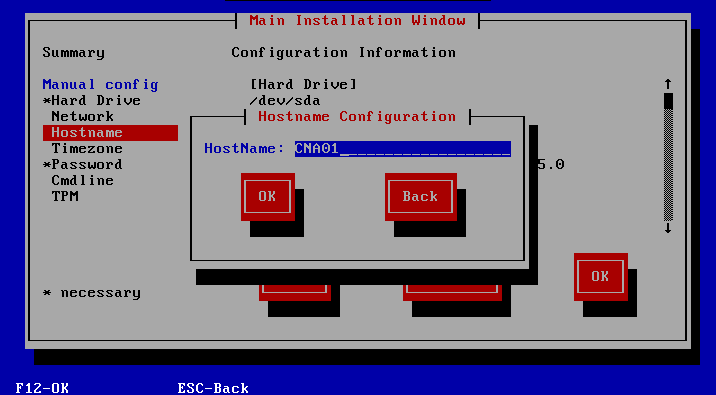 Main Installation Window
Summary
Configuration Information
Manual config
[Hard Drive]
*Hard Drive
/dev/sda
Network
Hostname Configuration
Hostname
HostName: CNA01
Timezone
*Password
5.0
Cmdline
OK
Back
TPM
OK
* necessary
F12-OK
ESC-Back